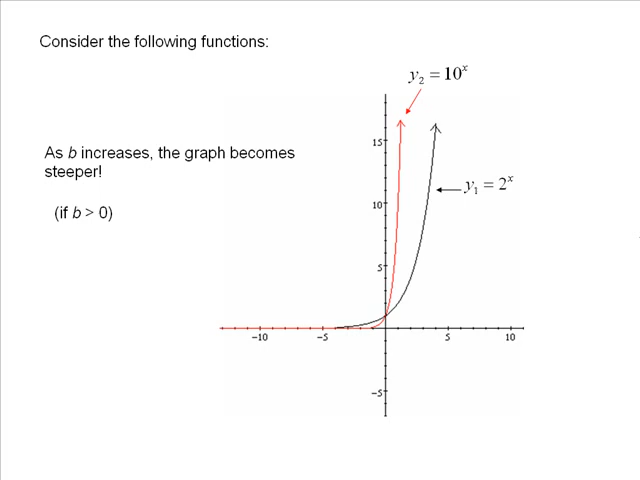 Consider the following functions:
y₂ = 10ˣ
As b increases, the graph becomes
steeper!
(if b > 0)
y₁ = 2ˣ
15
10
5
−10 −5 5 10
−5